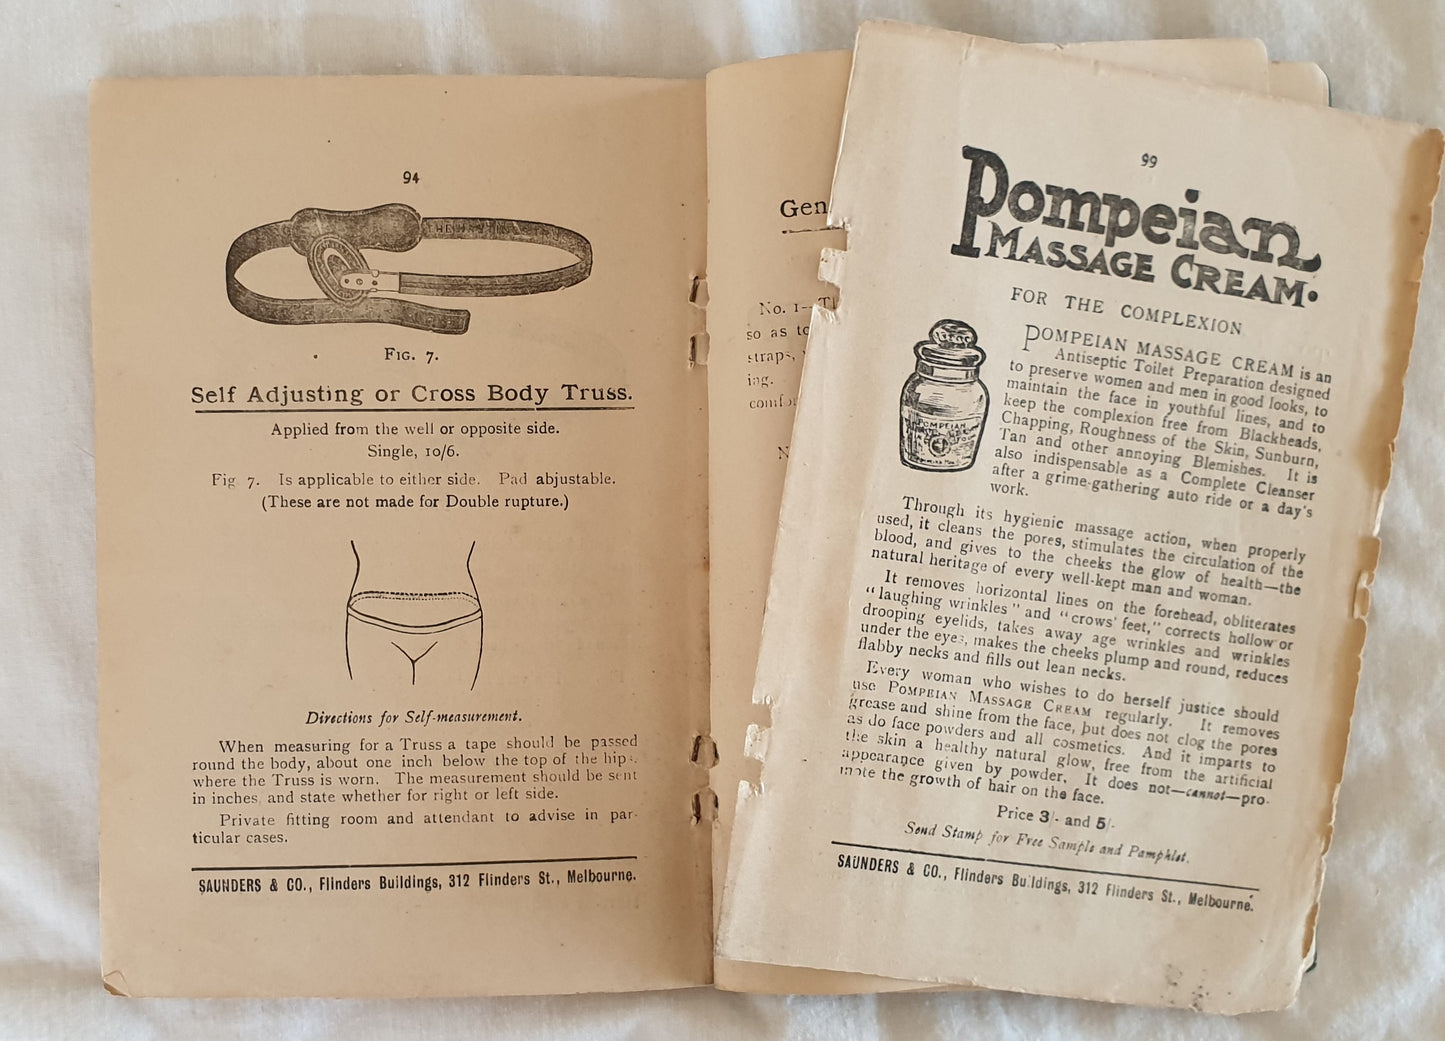 94
THE
Fig. 7.
Self Adjusting or Cross Body Truss.
Applied from the well or opposite side.
Single, 10/6.
Fig 7. Is applicable to either side. Pad abjustable.
(These are not made for Double rupture.)
Directions for Self-measurement.
When measuring for a Truss a tape should be passed
round the body, about one inch below the top of the hips.
where the Truss is worn. The measurement should be sent
in inches, and state whether for right or left side.
Private fitting room and attendant to advise in par-
ticular cases.
SAUNDERS & CO., Flinders Buildings, 312 Flinders St., Melbourne.
Gen
No. 1—Th
so as to
straps,
ing.
comfo
N
99
Pompeian
Massage Cream.
FOR THE COMPLEXION
POMPEIAN
POMPEIAN MASSAGE CREAM is an
Antiseptic Toilet Preparation designed
to preserve women and men in good looks, to
maintain the face in youthful lines, and to
keep the complexion free from Blackheads,
Chapping, Roughness of the Skin, Sunburn,
Tan and other annoying Blemishes. It is
also indispensable as a Complete Cleanser
after a grime-gathering auto ride or a day's
work.
Through its hygienic massage action, when properly
used, it cleans the pores, stimulates the circulation of the
blood, and gives to the cheeks the glow of health—the
natural heritage of every well-kept man and woman.
It removes horizontal lines on the forehead, obliterates
"laughing wrinkles" and "crows' feet," corrects hollow or
drooping eyelids, takes away age wrinkles and wrinkles
under the eyes, makes the cheeks plump and round, reduces
flabby necks and fills out lean necks.
Every woman who wishes to do herself justice should
use Pompeian Massage Cream regularly. It removes
grease and shine from the face, but does not clog the pores
as do face powders and all cosmetics. And it imparts to
the skin a healthy natural glow, free from the artificial
appearance given by powder. It does not—cannot—pro-
mote the growth of hair on the face.
Price 3/- and 5/-
Send Stamp for Free Sample and Pamphlet.
SAUNDERS & CO., Flinders Buildings, 312 Flinders St., Melbourne.